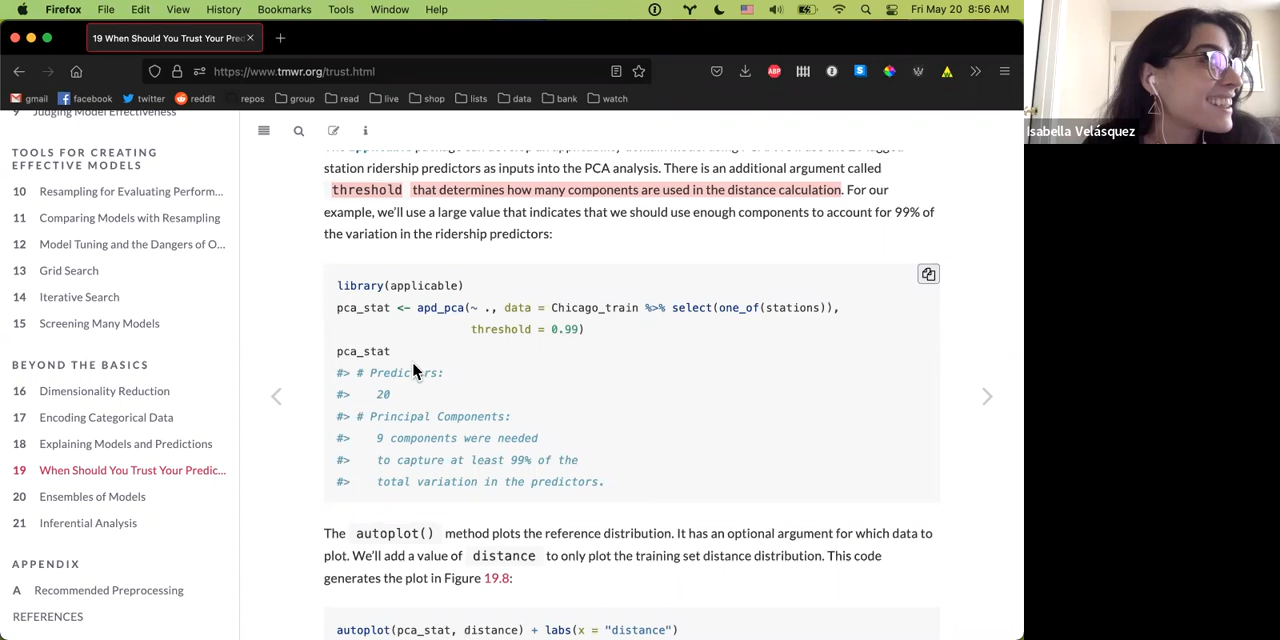 Firefox File Edit View History Bookmarks Tools Window Help Fri May 20 8:56 AM
19 When Should You Trust Your Pred
https://www.tmwr.org/trust.html
ABP
gmail facebook twitter reddit repos group read live shop lists data bank watch
9 Judging Model Effectiveness
TOOLS FOR CREATING
EFFECTIVE MODELS
10 Resampling for Evaluating Perform...
11 Comparing Models with Resampling
12 Model Tuning and the Dangers of O...
13 Grid Search
14 Iterative Search
15 Screening Many Models
BEYOND THE BASICS
16 Dimensionality Reduction
17 Encoding Categorical Data
18 Explaining Models and Predictions
19 When Should You Trust Your Predic...
20 Ensembles of Models
21 Inferential Analysis
APPENDIX
A Recommended Preprocessing
REFERENCES
station ridership predictors as inputs into the PCA analysis. There is an additional argument called
threshold that determines how many components are used in the distance calculation. For our
example, we'll use a large value that indicates that we should use enough components to account for 99% of
the variation in the ridership predictors:
library(applicable)
pca_stat <- apd_pca(~ ., data = Chicago_train %>% select(one_of(stations)),
threshold = 0.99)
pca_stat
#> # Predictors:
#> 20
#> # Principal Components:
#> 9 components were needed
#> to capture at least 99% of the
#> total variation in the predictors.
The autoplot() method plots the reference distribution. It has an optional argument for which data to
plot. We'll add a value of distance to only plot the training set distance distribution. This code
generates the plot in Figure 19.8:
autoplot(pca_stat, distance) + labs(x = "distance")
Isabella Velásquez